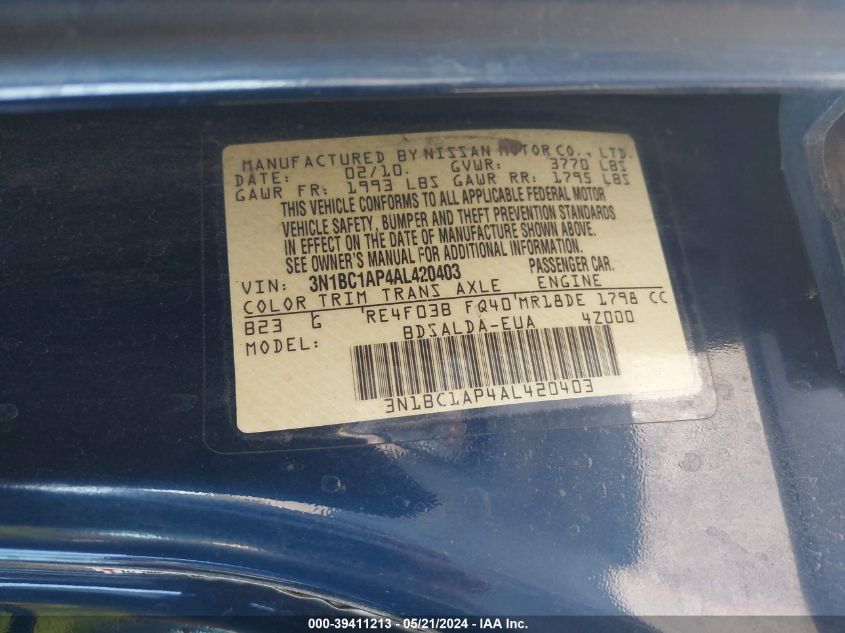 MANUFACTURED BY NISSAN MOTOR CO., LTD.
DATE: 02/10. GVWR: 3770 LBS
GAWR FR: 1993 LBS GAWR RR: 1795 LBS
THIS VEHICLE CONFORMS TO ALL APPLICABLE FEDERAL MOTOR
VEHICLE SAFETY, BUMPER AND THEFT PREVENTION STANDARDS
IN EFFECT ON THE DATE OF MANUFACTURE SHOWN ABOVE.
SEE OWNER'S MANUAL FOR ADDITIONAL INFORMATION.
VIN: 3N1BC1AP4AL420403 PASSENGER CAR.
COLOR TRIM TRANS AXLE ENGINE
B23 G RE4F03B FQ40 MR18DE 1798 CC
MODEL: BDSALDA-EUA 4Z000
3N1BC1AP4AL420403
000-39411213 - 05/21/2024 - IAA Inc.